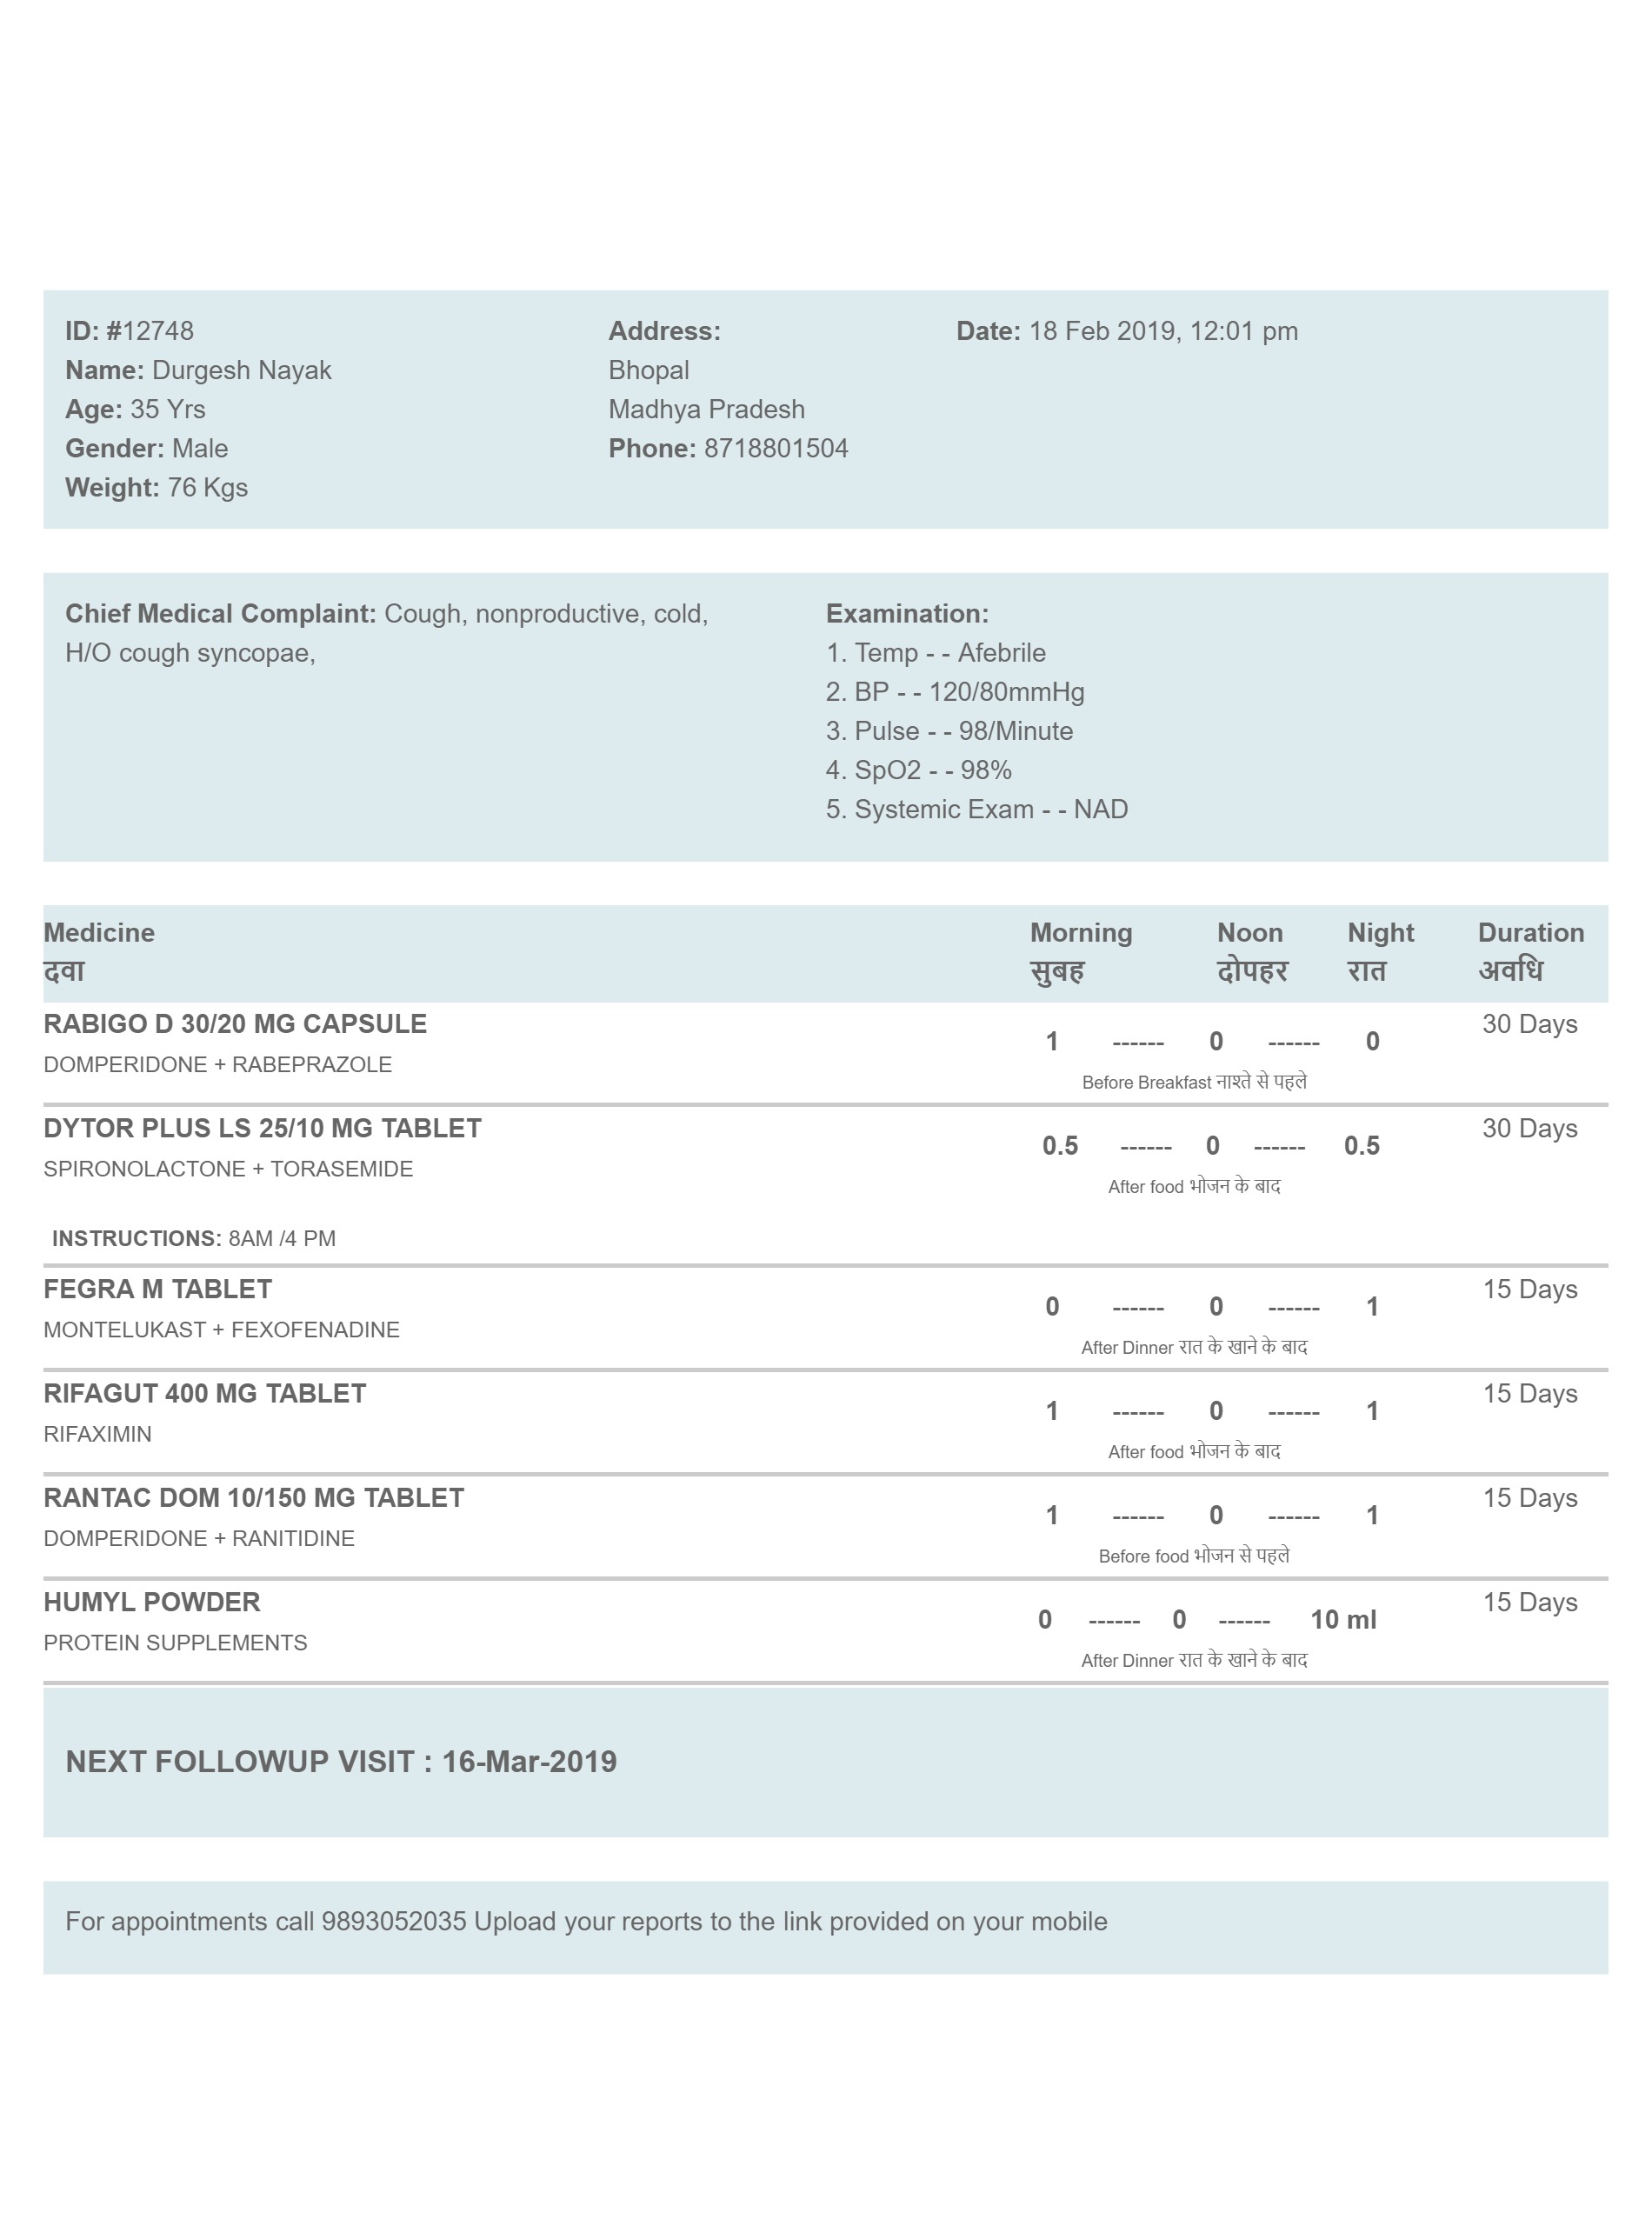 ID: #12748
Name: Durgesh Nayak
Age: 35 Yrs
Gender: Male
Weight: 76 Kgs
Address:
Bhopal
Madhya Pradesh
Phone: 8718801504
Date: 18 Feb 2019, 12:01 pm
Chief Medical Complaint: Cough, nonproductive, cold,
H/O cough syncopae,
Examination:
1. Temp - - Afebrile
2. BP - - 120/80mmHg
3. Pulse - - 98/Minute
4. SpO2 - - 98%
5. Systemic Exam - - NAD
Medicine Morning Noon Night Duration
दवा सुबह दोपहर रात अवधि
RABIGO D 30/20 MG CAPSULE 1 ------ 0 ------ 0 30 Days
DOMPERIDONE + RABEPRAZOLE Before Breakfast नाश्ते से पहले
DYTOR PLUS LS 25/10 MG TABLET 0.5 ------ 0 ------ 0.5 30 Days
SPIRONOLACTONE + TORASEMIDE After food भोजन के बाद
INSTRUCTIONS: 8AM /4 PM
FEGRA M TABLET 0 ------ 0 ------ 1 15 Days
MONTELUKAST + FEXOFENADINE After Dinner रात के खाने के बाद
RIFAGUT 400 MG TABLET 1 ------ 0 ------ 1 15 Days
RIFAXIMIN After food भोजन के बाद
RANTAC DOM 10/150 MG TABLET 1 ------ 0 ------ 1 15 Days
DOMPERIDONE + RANITIDINE Before food भोजन से पहले
HUMYL POWDER 0 ------ 0 ------ 10 ml 15 Days
PROTEIN SUPPLEMENTS After Dinner रात के खाने के बाद
NEXT FOLLOWUP VISIT : 16-Mar-2019
For appointments call 9893052035 Upload your reports to the link provided on your mobile